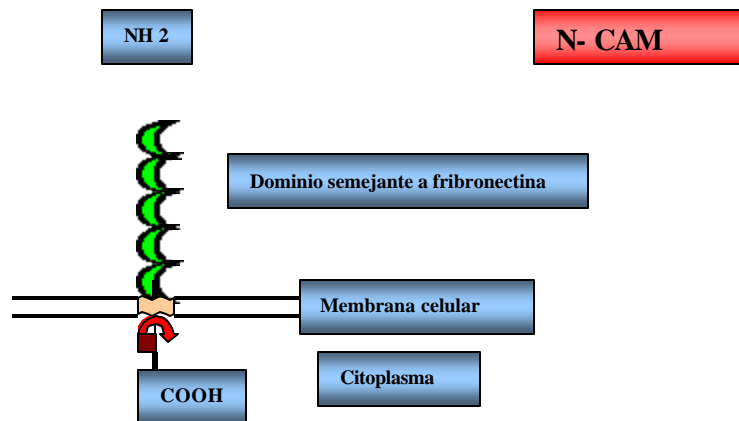 NH 2
N- CAM
Dominio semejante a fribronectina
Membrana celular
Citoplasma
COOH